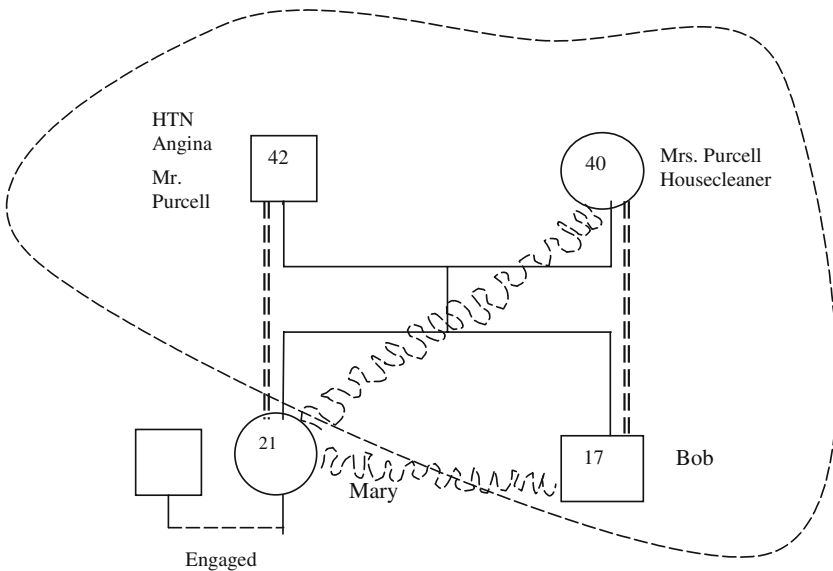 HTN
Angina
Mr.
Purcell
42
40
Mrs. Purcell
Housecleaner
21
17
Bob
Mary
Engaged